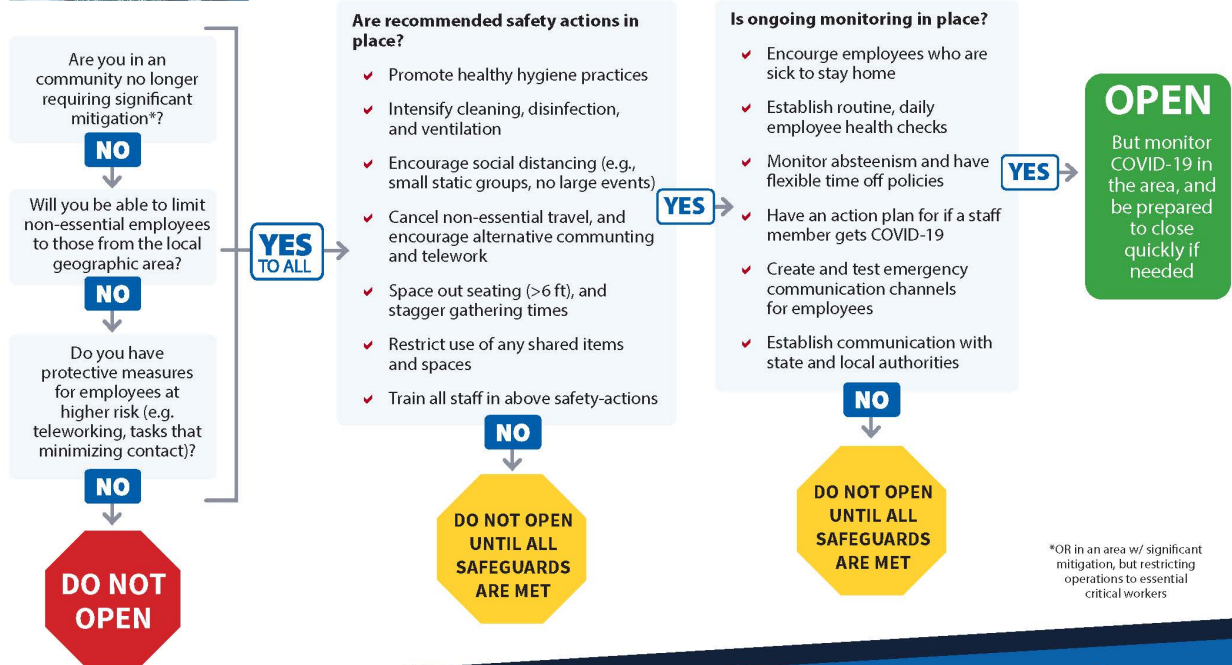 Are you in an
community no longer
requiring significant
mitigation*?
NO
Will you be able to limit
non-essential employees
to those from the local
geographic area?
NO
Do you have
protective measures
for employees at
higher risk (e.g.
teleworking, tasks that
minimizing contact)?
NO
DO NOT
OPEN
YES
TO ALL
Are recommended safety actions in
place?
Promote healthy hygiene practices
Intensify cleaning, disinfection,
and ventilation
Encourage social distancing (e.g.,
small static groups, no large events)
Cancel non-essential travel, and
encourage alternative communting
and telework
Space out seating (>6 ft), and
stagger gathering times
Restrict use of any shared items
and spaces
Train all staff in above safety-actions
NO
DO NOT OPEN
UNTIL ALL
SAFEGUARDS
ARE MET
YES
Is ongoing monitoring in place?
Encourge employees who are
sick to stay home
Establish routine, daily
employee health checks
Monitor absteenism and have
flexible time off policies
Have an action plan for if a staff
member gets COVID-19
Create and test emergency
communication channels
for employees
Establish communication with
state and local authorities
NO
DO NOT OPEN
UNTIL ALL
SAFEGUARDS
ARE MET
YES
OPEN
But monitor
COVID-19 in
the area, and
be prepared
to close
quickly if
needed
*OR in an area w/ significant
mitigation, but restricting
operations to essential
critical workers